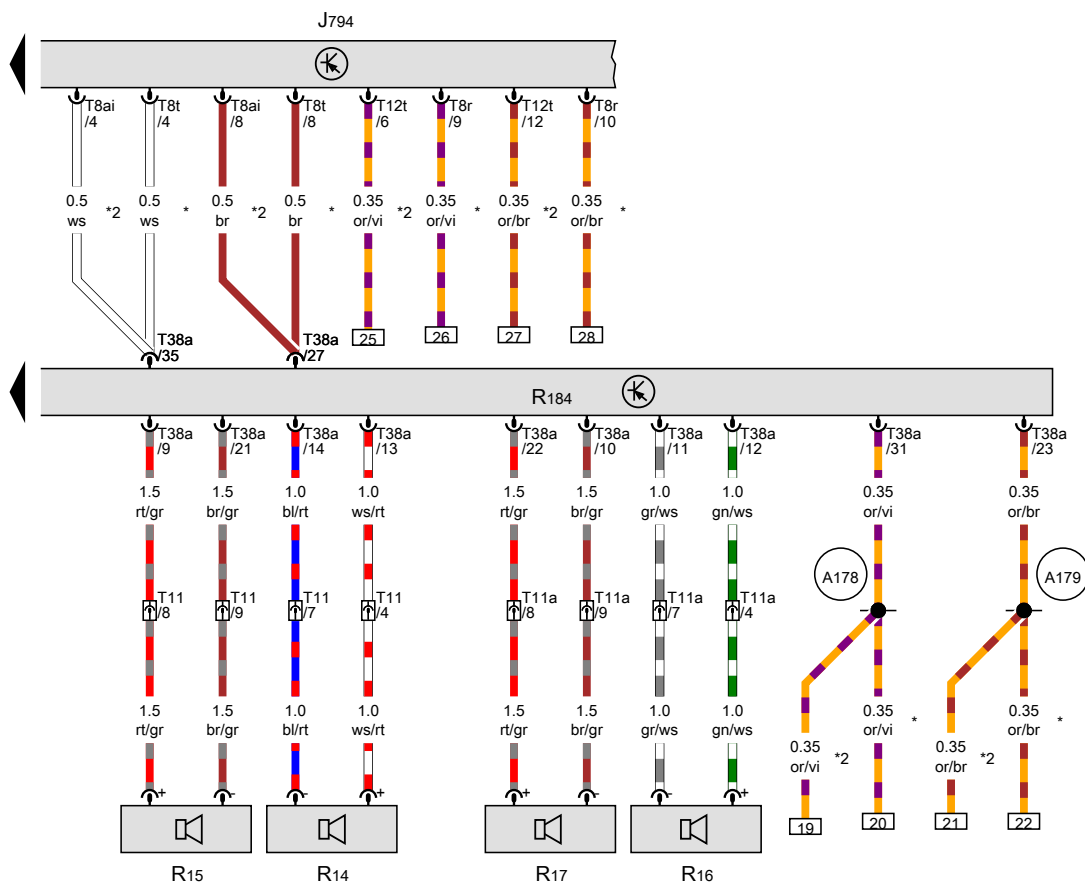 J794
T8ai
/4
T8t
/4
T8ai
/8
T8t
/8
T12t
/6
T8r
/9
T12t
/12
T8r
/10
0.5
ws
*2
0.5
ws
*
0.5
br
*2
0.5
br
*
0.35
or/vi
*2
0.35
or/vi
*
0.35
or/br
*2
0.35
or/br
*
25
26
27
28
T38a
/35
T38a
/27
R184
T38a
/9
T38a
/21
T38a
/14
T38a
/13
T38a
/22
T38a
/10
T38a
/11
T38a
/12
T38a
/31
T38a
/23
1.5
rt/gr
1.5
br/gr
1.0
bl/rt
1.0
ws/rt
1.5
rt/gr
1.5
br/gr
1.0
gr/ws
1.0
gn/ws
0.35
or/vi
0.35
or/br
A178
A179
T11
/8
T11
/9
T11
/7
T11
/4
T11a
/8
T11a
/9
T11a
/7
T11a
/4
1.5
rt/gr
1.5
br/gr
1.0
bl/rt
1.0
ws/rt
1.5
rt/gr
1.5
br/gr
1.0
gr/ws
1.0
gn/ws
0.35
or/vi
*2
0.35
or/vi
*
0.35
or/br
*2
0.35
or/br
*
+
-
-
+
+
-
-
+
19
20
21
22
R15
R14
R17
R16